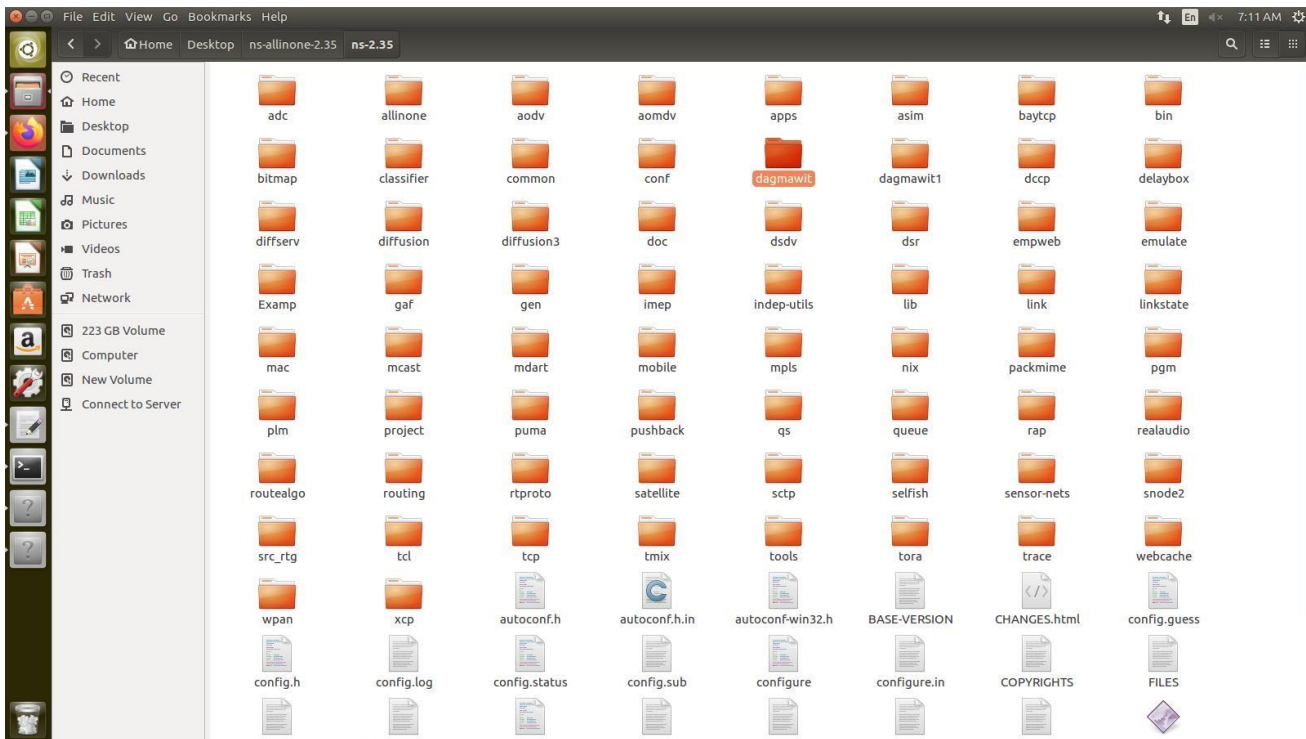 File Edit View Go Bookmarks Help
En 7:11 AM
Home Desktop ns-allinone-2.35 ns-2.35
Recent
Home
Desktop
Documents
Downloads
Music
Pictures
Videos
Trash
Network
223 GB Volume
Computer
New Volume
Connect to Server
adc allinone aodv aomdv apps asim baytcp bin
bitmap classifier common conf dagmawit dagmawit1 dccp delaybox
diffserv diffusion diffusion3 doc dsdv dsr empweb emulate
Examp gaf gen imep indep-utils lib link linkstate
mac mcast mdart mobile mpls nix packmime pgm
plm project puma pushback qs queue rap realaudio
routealgo routing rtproto satellite sctp selfish sensor-nets snode2
src_rtg tcl tcp tmix tools tora trace webcache
wpan xcp autoconf.h autoconf.h.in autoconf-win32.h BASE-VERSION CHANGES.html config.guess
config.h config.log config.status config.sub configure configure.in COPYRIGHTS FILES